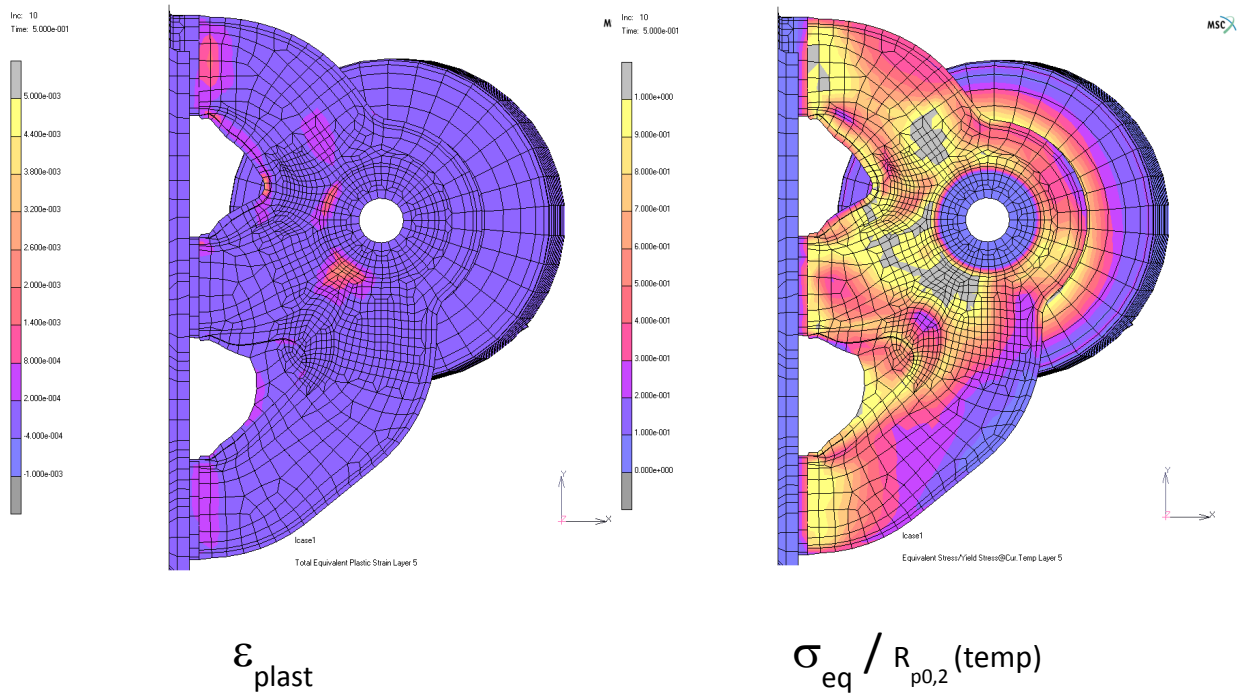 Inc: 10
Time: 5.000e-001
5.000e-003
4.400e-003
3.800e-003
3.200e-003
2.600e-003
2.000e-003
1.400e-003
8.000e-004
2.000e-004
-4.000e-004
-1.000e-003
Y
Z
X
lcase1
Total Equivalent Plastic Strain Layer 5
M
Inc: 10
Time: 5.000e-001
MSC
1.000e+000
9.000e-001
8.000e-001
7.000e-001
6.000e-001
5.000e-001
4.000e-001
3.000e-001
2.000e-001
1.000e-001
0.000e+000
Y
Z
X
lcase1
Equivalent Stress/Yield Stress@Cur.Temp Layer 5
εplast
σeq / Rp0,2 (temp)